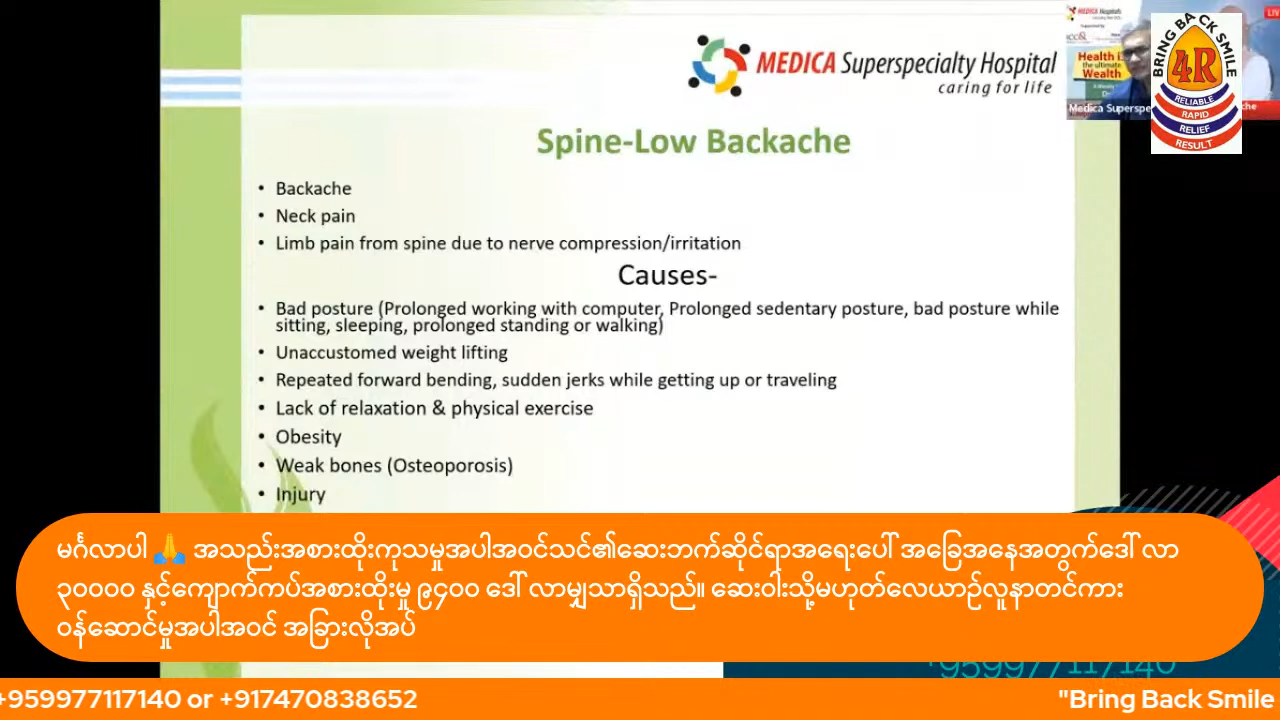 MEDICA Superspecialty Hospital
caring for life
Spine-Low Backache
• Backache
• Neck pain
• Limb pain from spine due to nerve compression/irritation
Causes-
• Bad posture (Prolonged working with computer, Prolonged sedentary posture, bad posture while
sitting, sleeping, prolonged standing or walking)
• Unaccustomed weight lifting
• Repeated forward bending, sudden jerks while getting up or traveling
• Lack of relaxation & physical exercise
• Obesity
• Weak bones (Osteoporosis)
• Injury
MEDICA Hospitals
Health is
the ultimate
Wealth
Medica Superspe
LIV
BRING BACK SMILE
4R
RELIABLE
RAPID
RELIEF
RESULT
မင်္ဂလာပါ 🙏 အသည်းအစားထိုးကုသမှုအပါအဝင်သင်၏ဆေးဘက်ဆိုင်ရာအရေးပေါ် အခြေအနေအတွက်ဒေါ် လာ
၃၀၀၀၀ နှင့်ကျောက်ကပ်အစားထိုးမှု ၉၄၀၀ ဒေါ် လာမျှသာရှိသည်။ ဆေးဝါးသို့မဟုတ်လေယာဉ်လူနာတင်ကား
ဝန်ဆောင်မှုအပါအဝင် အခြားလိုအပ်
+959977117140
+959977117140 or +917470838652
"Bring Back Smile